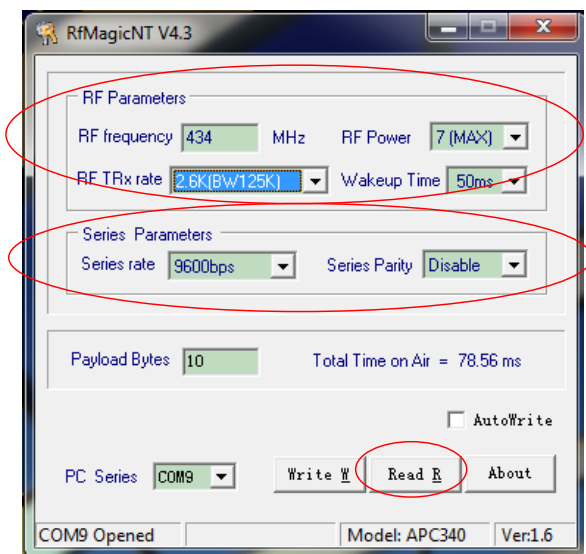 RfMagicNT V4.3
RF Parameters
RF frequency 434 MHz RF Power 7 (MAX)
RF TRx rate 2.6K(BW125K) Wakeup Time 50ms
Series Parameters
Series rate 9600bps Series Parity Disable
Payload Bytes 10 Total Time on Air = 78.56 ms
AutoWrite
PC Series COM9 Write W Read R About
COM9 Opened Model: APC340 Ver:1.6